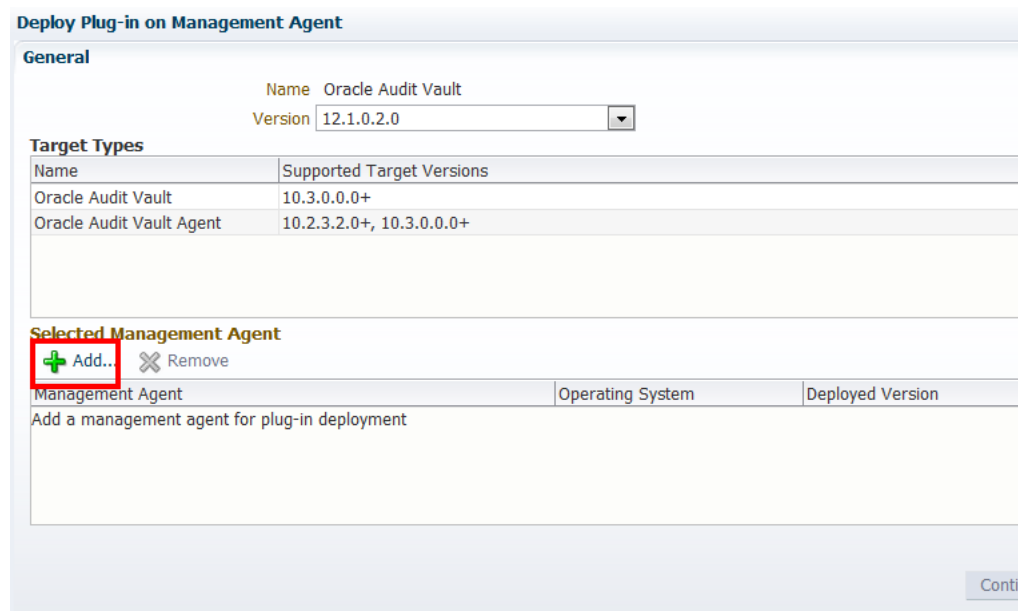 Deploy Plug-in on Management Agent
General
Name Oracle Audit Vault
Version 12.1.0.2.0
Target Types
Name Supported Target Versions
Oracle Audit Vault 10.3.0.0.0+
Oracle Audit Vault Agent 10.2.3.2.0+, 10.3.0.0.0+
Selected Management Agent
Add... Remove
Management Agent Operating System Deployed Version
Add a management agent for plug-in deployment
Conti